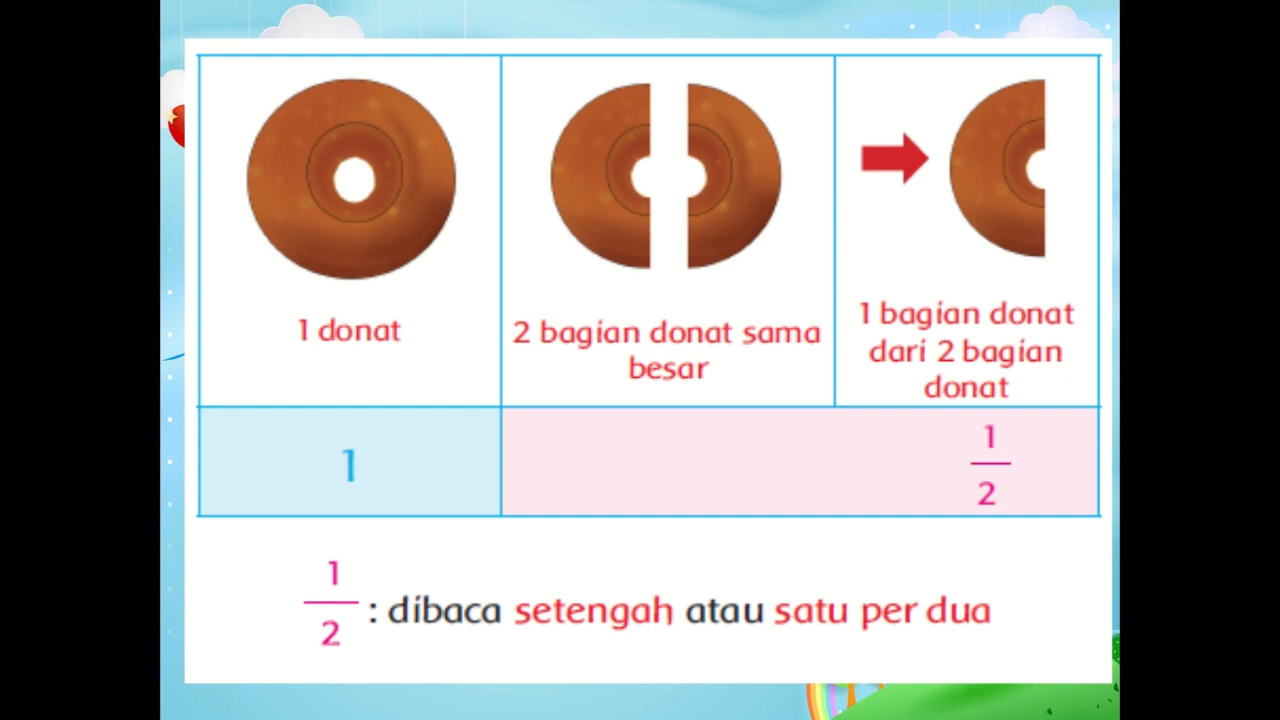 1 donat
2 bagian donat sama
besar
1 bagian donat
dari 2 bagian
donat
1
1
2
1
2
: dibaca setengah atau satu per dua